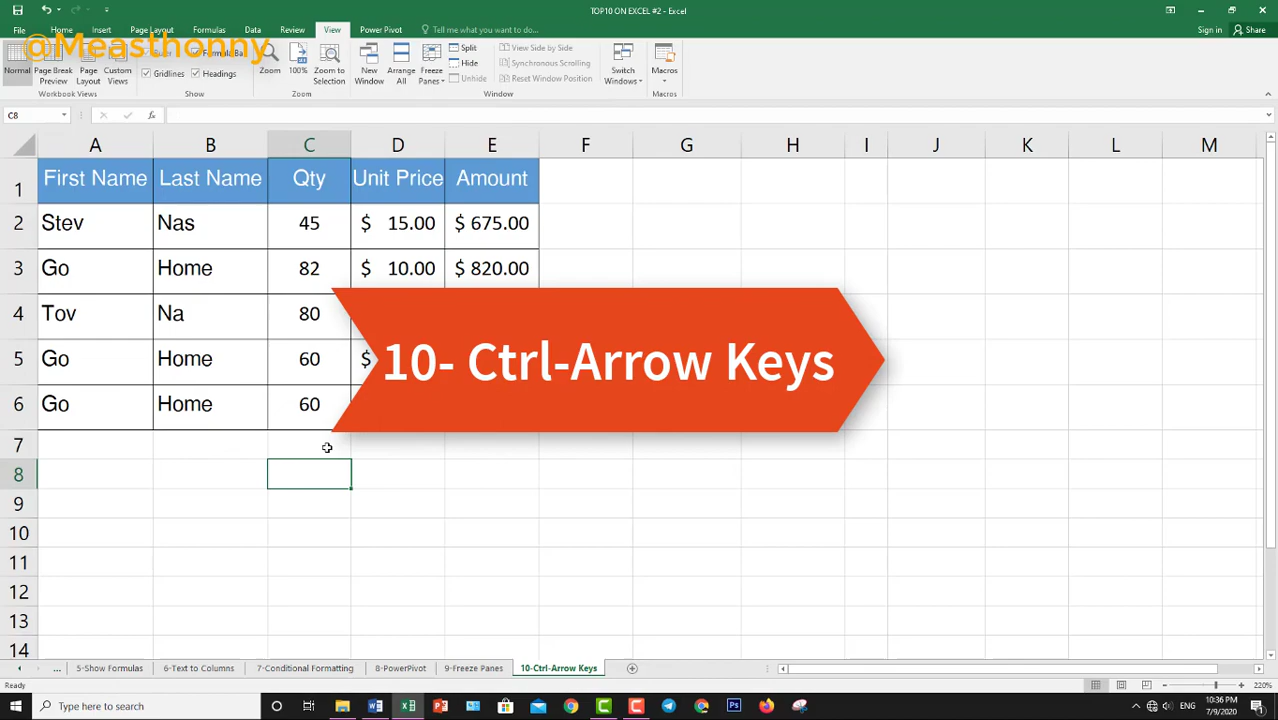 TOP10 ON EXCEL #2 - Excel
File Home Insert Page Layout Formulas Data Review View Power Pivot Tell me what you want to do... Sign in Share
@Measthonny
Formula Bar
Gridlines Headings
Normal Page Break Preview Page Layout Custom Views
Zoom 100% Zoom to Selection
New Window Arrange All Freeze Panes
Split
Hide
Unhide
View Side by Side
Synchronous Scrolling
Reset Window Position
Switch Windows Macros
Workbook Views Show Zoom Window Macros
C8 fx
A B C D E F G H I J K L M
1 First Name Last Name Qty Unit Price Amount
2 Stev Nas 45 $ 15.00 $ 675.00
3 Go Home 82 $ 10.00 $ 820.00
4 Tov Na 80
5 Go Home 60 $
6 Go Home 60
10- Ctrl-Arrow Keys
7
8
9
10
11
12
13
14
... 5-Show Formulas 6-Text to Columns 7-Conditional Formatting 8-PowerPivot 9-Freeze Panes 10-Ctrl-Arrow Keys
Ready 220%
Type here to search
10:36 PM
7/9/2020